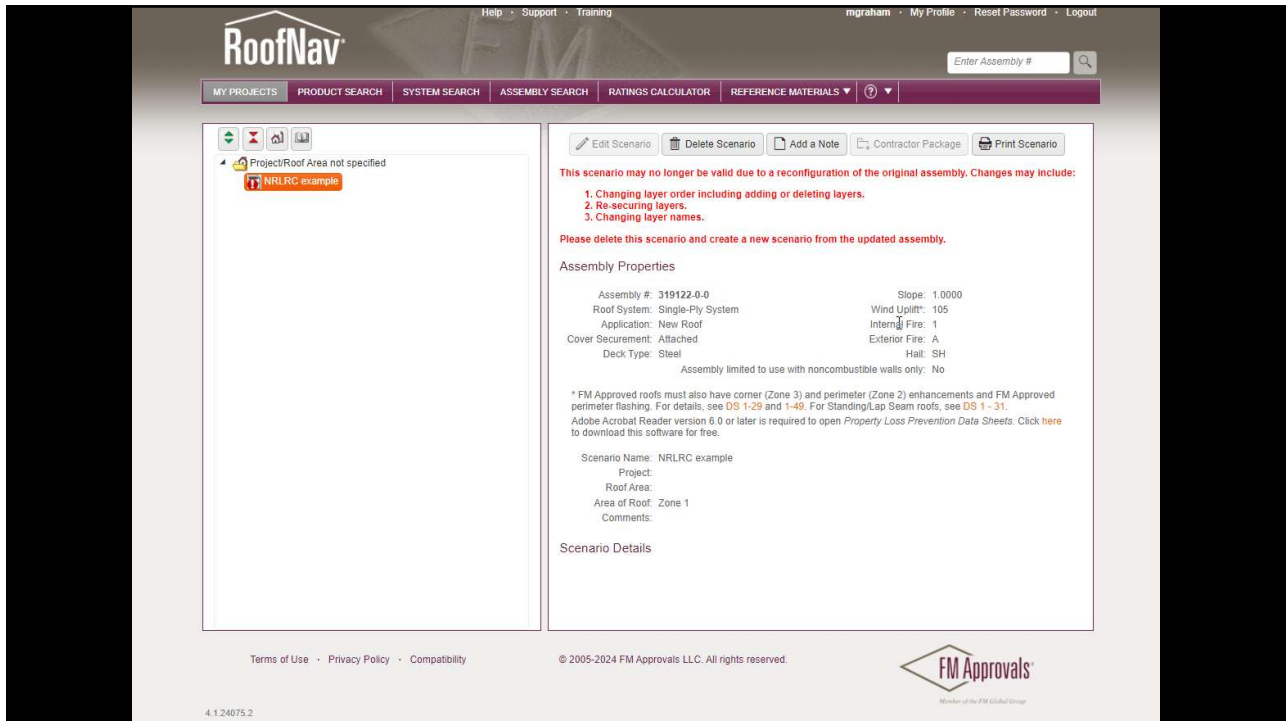 Help · Support · Training
mgraham · My Profile · Reset Password · Logout
RoofNav
Enter Assembly #
MY PROJECTS PRODUCT SEARCH SYSTEM SEARCH ASSEMBLY SEARCH RATINGS CALCULATOR REFERENCE MATERIALS ▼ ? ▼
Edit Scenario Delete Scenario Add a Note Contractor Package Print Scenario
Project/Roof Area not specified
NRLRC example
This scenario may no longer be valid due to a reconfiguration of the original assembly. Changes may include:
1. Changing layer order including adding or deleting layers.
2. Re-securing layers.
3. Changing layer names.
Please delete this scenario and create a new scenario from the updated assembly.
Assembly Properties
Assembly #: 319122-0-0 Slope: 1.0000
Roof System: Single-Ply System Wind Uplift*: 105
Application: New Roof Internal Fire: 1
Cover Securement: Attached Exterior Fire: A
Deck Type: Steel Hail: SH
Assembly limited to use with noncombustible walls only: No
* FM Approved roofs must also have corner (Zone 3) and perimeter (Zone 2) enhancements and FM Approved
perimeter flashing. For details, see DS 1-29 and 1-49. For Standing/Lap Seam roofs, see DS 1 - 31.
Adobe Acrobat Reader version 6.0 or later is required to open Property Loss Prevention Data Sheets. Click here
to download this software for free.
Scenario Name: NRLRC example
Project:
Roof Area:
Area of Roof: Zone 1
Comments:
Scenario Details
Terms of Use · Privacy Policy · Compatibility
© 2005-2024 FM Approvals LLC. All rights reserved.
FM Approvals
Member of the FM Global Group
4.1.24075.2